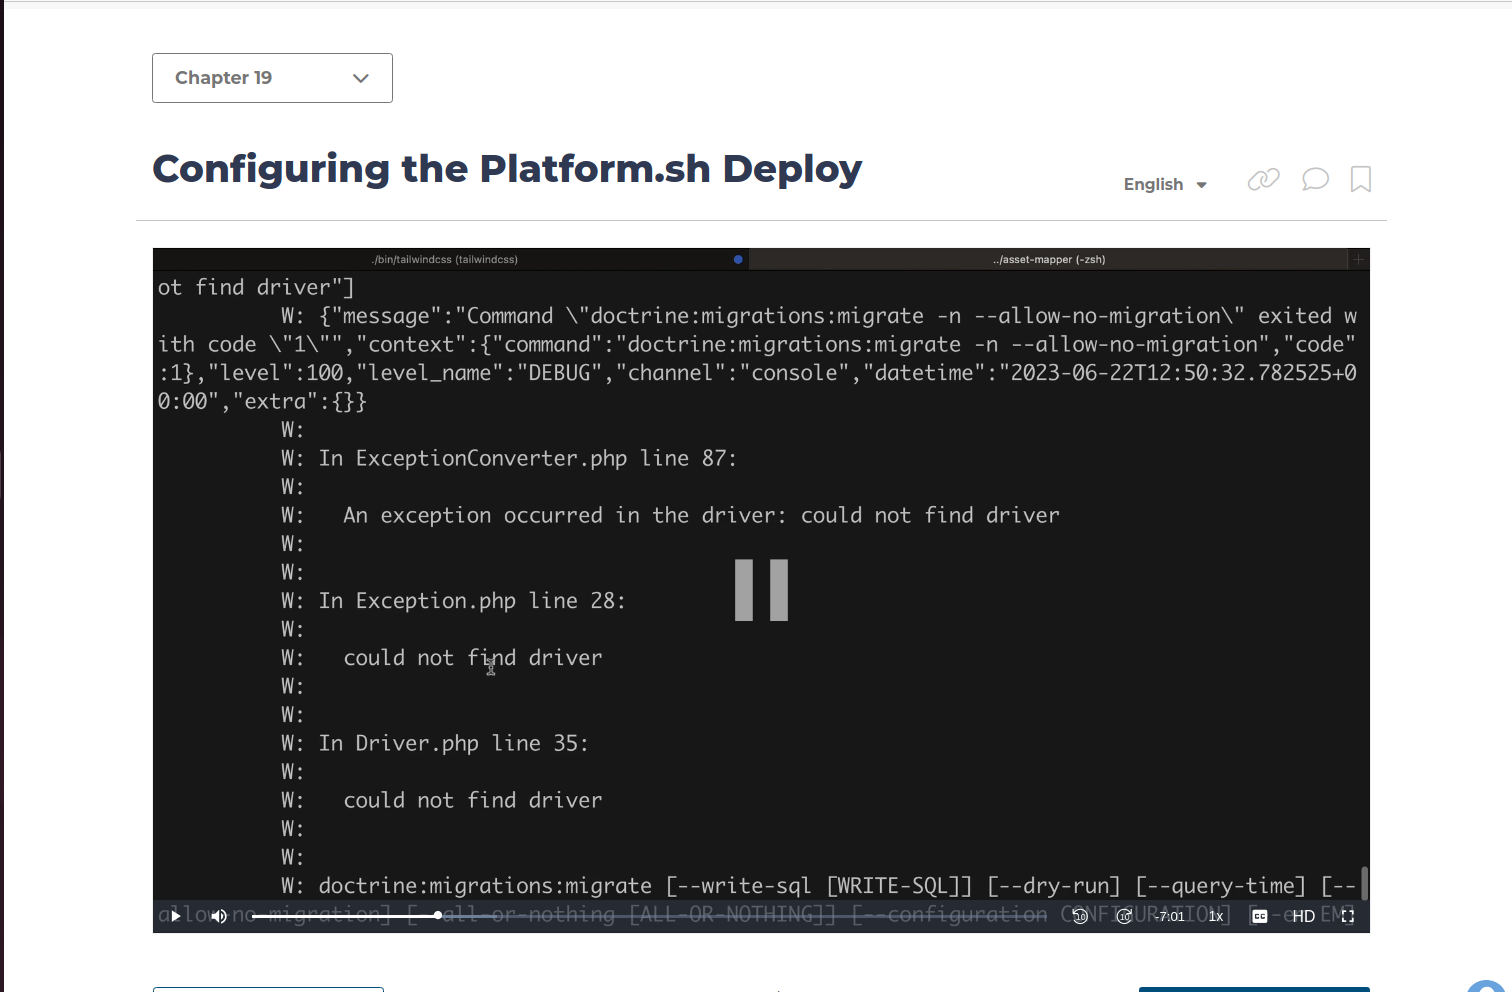 Chapter 19
Configuring the Platform.sh Deploy
English
./bin/tailwindcss (tailwindcss)
../asset-mapper (-zsh)
ot find driver"]
W: {"message":"Command \"doctrine:migrations:migrate -n --allow-no-migration\" exited w
ith code \"1\"","context":{"command":"doctrine:migrations:migrate -n --allow-no-migration","code"
:1},"level":100,"level_name":"DEBUG","channel":"console","datetime":"2023-06-22T12:50:32.782525+0
0:00","extra":{}}
W:
W: In ExceptionConverter.php line 87:
W:
W:   An exception occurred in the driver: could not find driver
W:
W:
W: In Exception.php line 28:
W:
W:   could not find driver
W:
W:
W: In Driver.php line 35:
W:
W:   could not find driver
W:
W:
W: doctrine:migrations:migrate [--write-sql [WRITE-SQL]] [--dry-run] [--query-time] [--
allow-no-migration] [--all-or-nothing [ALL-OR-NOTHING]] [--configuration CONFIGURATION] [--em EM]
10 10 -7:01 1x CC HD